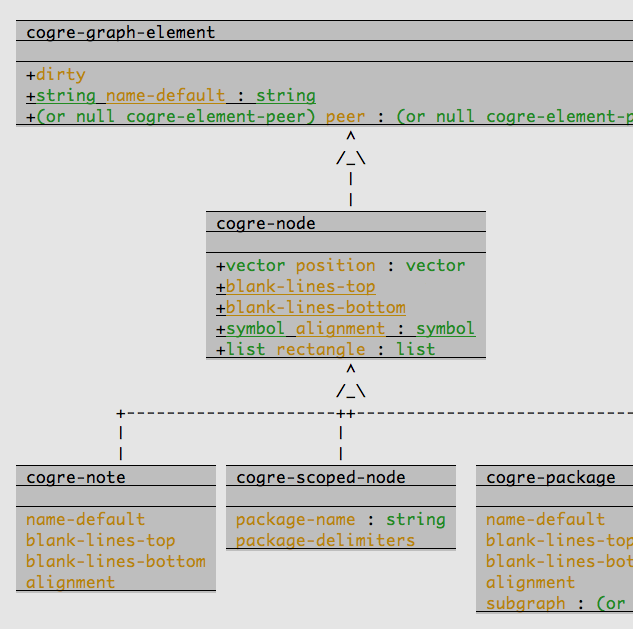 cogre-graph-element
+dirty
+string name-default : string
+(or null cogre-element-peer) peer : (or null cogre-element-p
cogre-node
+vector position : vector
+blank-lines-top
+blank-lines-bottom
+symbol alignment : symbol
+list rectangle : list
cogre-note
name-default
blank-lines-top
blank-lines-bottom
alignment
cogre-scoped-node
package-name : string
package-delimiters
cogre-package
name-default
blank-lines-top
blank-lines-bot
alignment
subgraph : (or